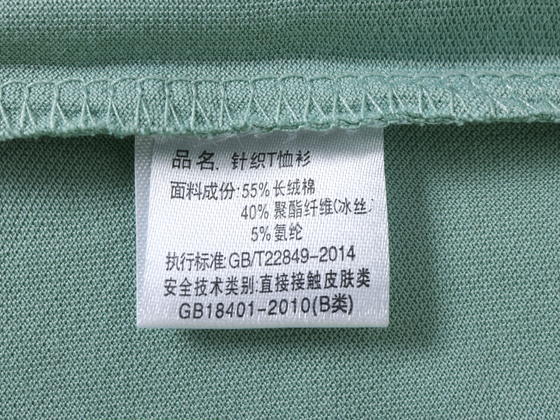 品名. 针织T恤衫
面料成份:55%长绒棉
40% 聚酯纤维(冰丝)
5%氨纶
执行标准:GB/T22849-2014
安全技术类别:直接接触皮肤类
GB18401-2010(B类)